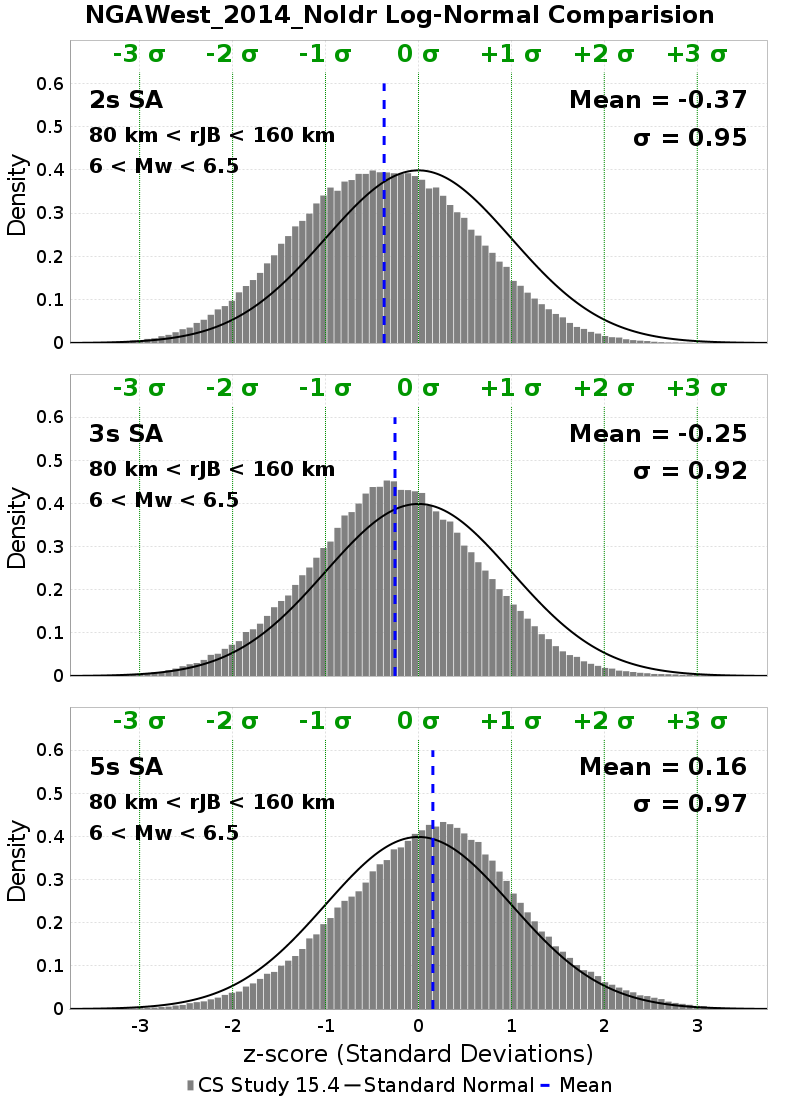 NGAWest_2014_NoIdr Log-Normal Comparision
-3 σ -2 σ -1 σ 0 σ +1 σ +2 σ +3 σ
0.6
2s SA Mean = -0.37
0.5
80 km < rJB < 160 km σ = 0.95
6 < Mw < 6.5
0.4
0.3
0.2
0.1
0
Density
-3 σ -2 σ -1 σ 0 σ +1 σ +2 σ +3 σ
0.6
3s SA Mean = -0.25
0.5
80 km < rJB < 160 km σ = 0.92
6 < Mw < 6.5
0.4
0.3
0.2
0.1
0
Density
-3 σ -2 σ -1 σ 0 σ +1 σ +2 σ +3 σ
0.6
5s SA Mean = 0.16
0.5
80 km < rJB < 160 km σ = 0.97
6 < Mw < 6.5
0.4
0.3
0.2
0.1
0
Density
-3 -2 -1 0 1 2 3
z-score (Standard Deviations)
CS Study 15.4 Standard Normal Mean